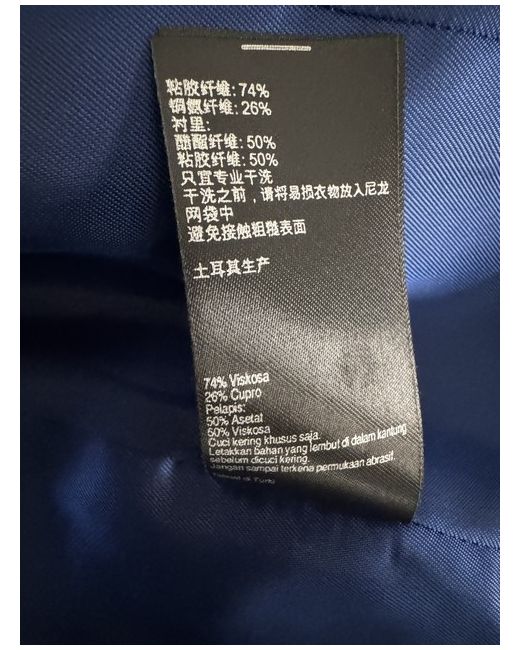 粘胶纤维: 74%
铜氨纤维: 26%
衬里:
醋酯纤维: 50%
粘胶纤维: 50%
只宜专业干洗
干洗之前，请将易损衣物放入尼龙
网袋中
避免接触粗糙表面
土耳其生产
74% Viskosa
26% Cupro
Pelapis:
50% Asetat
50% Viskosa
Cuci kering khusus saja.
Letakkan bahan yang lembut di dalam kantung
sebelum dicuci kering.
Jangan sampai terkena permukaan abrasif.
di Turki